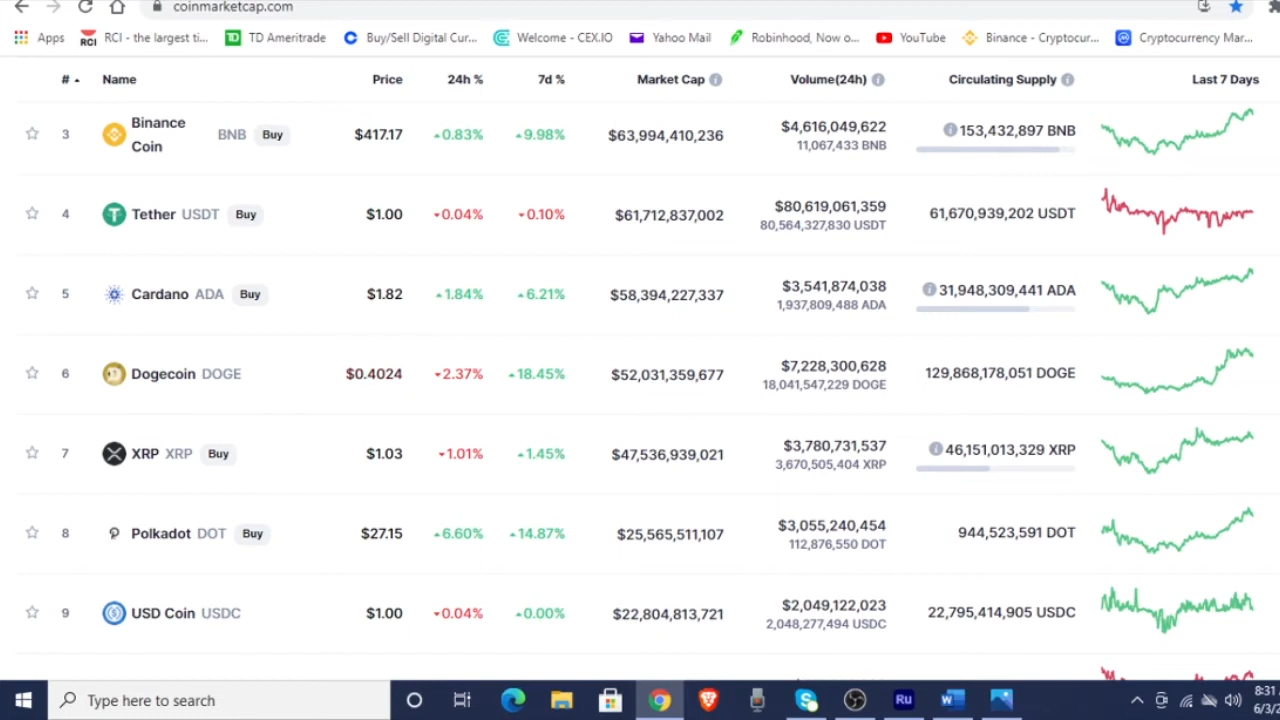 coinmarketcap.com
Apps RCI RCI - the largest ti... TD TD Ameritrade Buy/Sell Digital Cur... Welcome - CEX.IO Yahoo Mail Robinhood, Now o... YouTube Binance - Cryptocur... Cryptocurrency Mar...
# Name Price 24h % 7d % Market Cap Volume(24h) Circulating Supply Last 7 Days
3 Binance Coin BNB Buy $417.17 0.83% 9.98% $63,994,410,236 $4,616,049,622 153,432,897 BNB
11,067,433 BNB
4 Tether USDT Buy $1.00 0.04% 0.10% $61,712,837,002 $80,619,061,359 61,670,939,202 USDT
80,564,327,830 USDT
5 Cardano ADA Buy $1.82 1.84% 6.21% $58,394,227,337 $3,541,874,038 31,948,309,441 ADA
1,937,809,488 ADA
6 Dogecoin DOGE $0.4024 2.37% 18.45% $52,031,359,677 $7,228,300,628 129,868,178,051 DOGE
18,041,547,229 DOGE
7 XRP XRP Buy $1.03 1.01% 1.45% $47,536,939,021 $3,780,731,537 46,151,013,329 XRP
3,670,505,404 XRP
8 Polkadot DOT Buy $27.15 6.60% 14.87% $25,565,511,107 $3,055,240,454 944,523,591 DOT
112,876,550 DOT
9 USD Coin USDC $1.00 0.04% 0.00% $22,804,813,721 $2,049,122,023 22,795,414,905 USDC
2,048,277,494 USDC
Type here to search Ru W 8:31
6/3/2